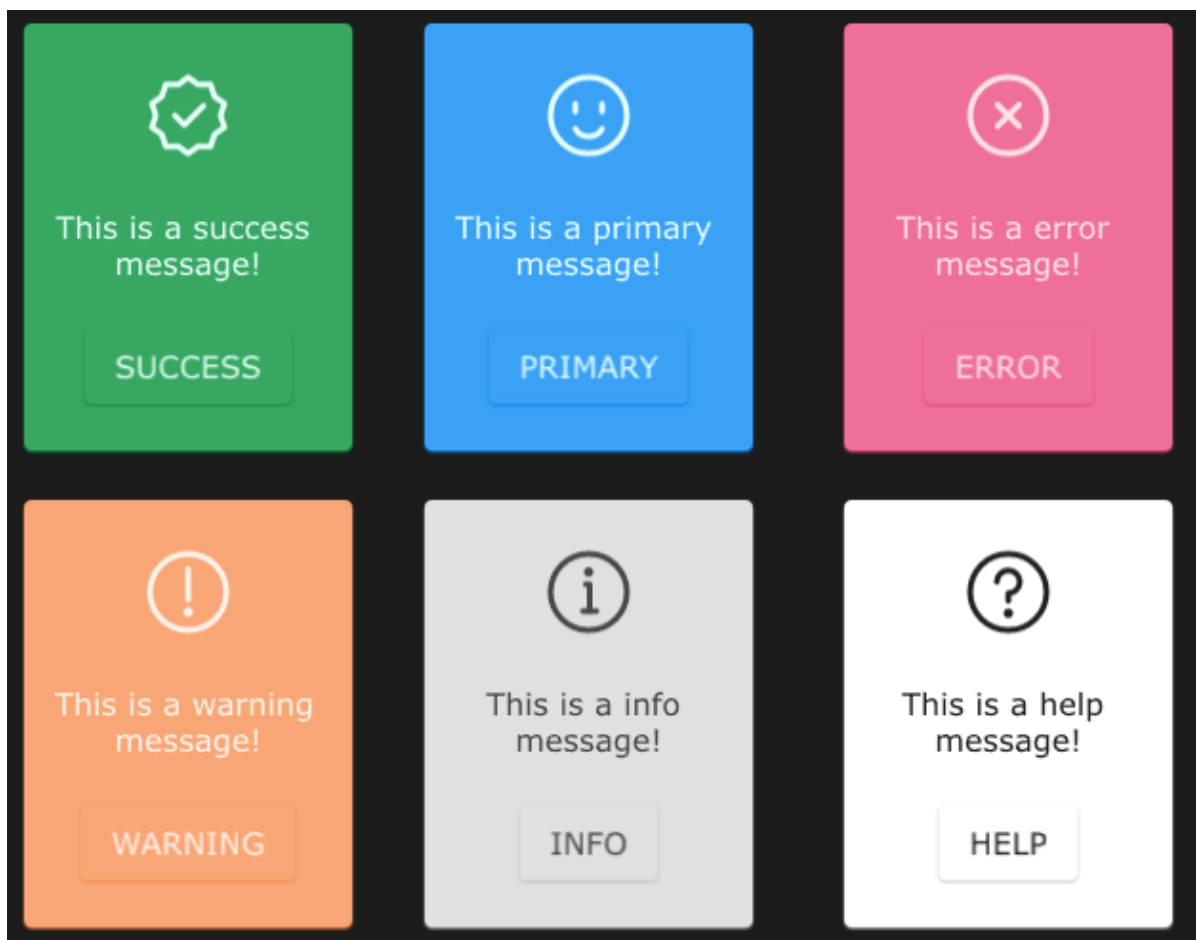 This is a success
message!
SUCCESS
This is a primary
message!
PRIMARY
This is a error
message!
ERROR
This is a warning
message!
WARNING
This is a info
message!
INFO
This is a help
message!
HELP